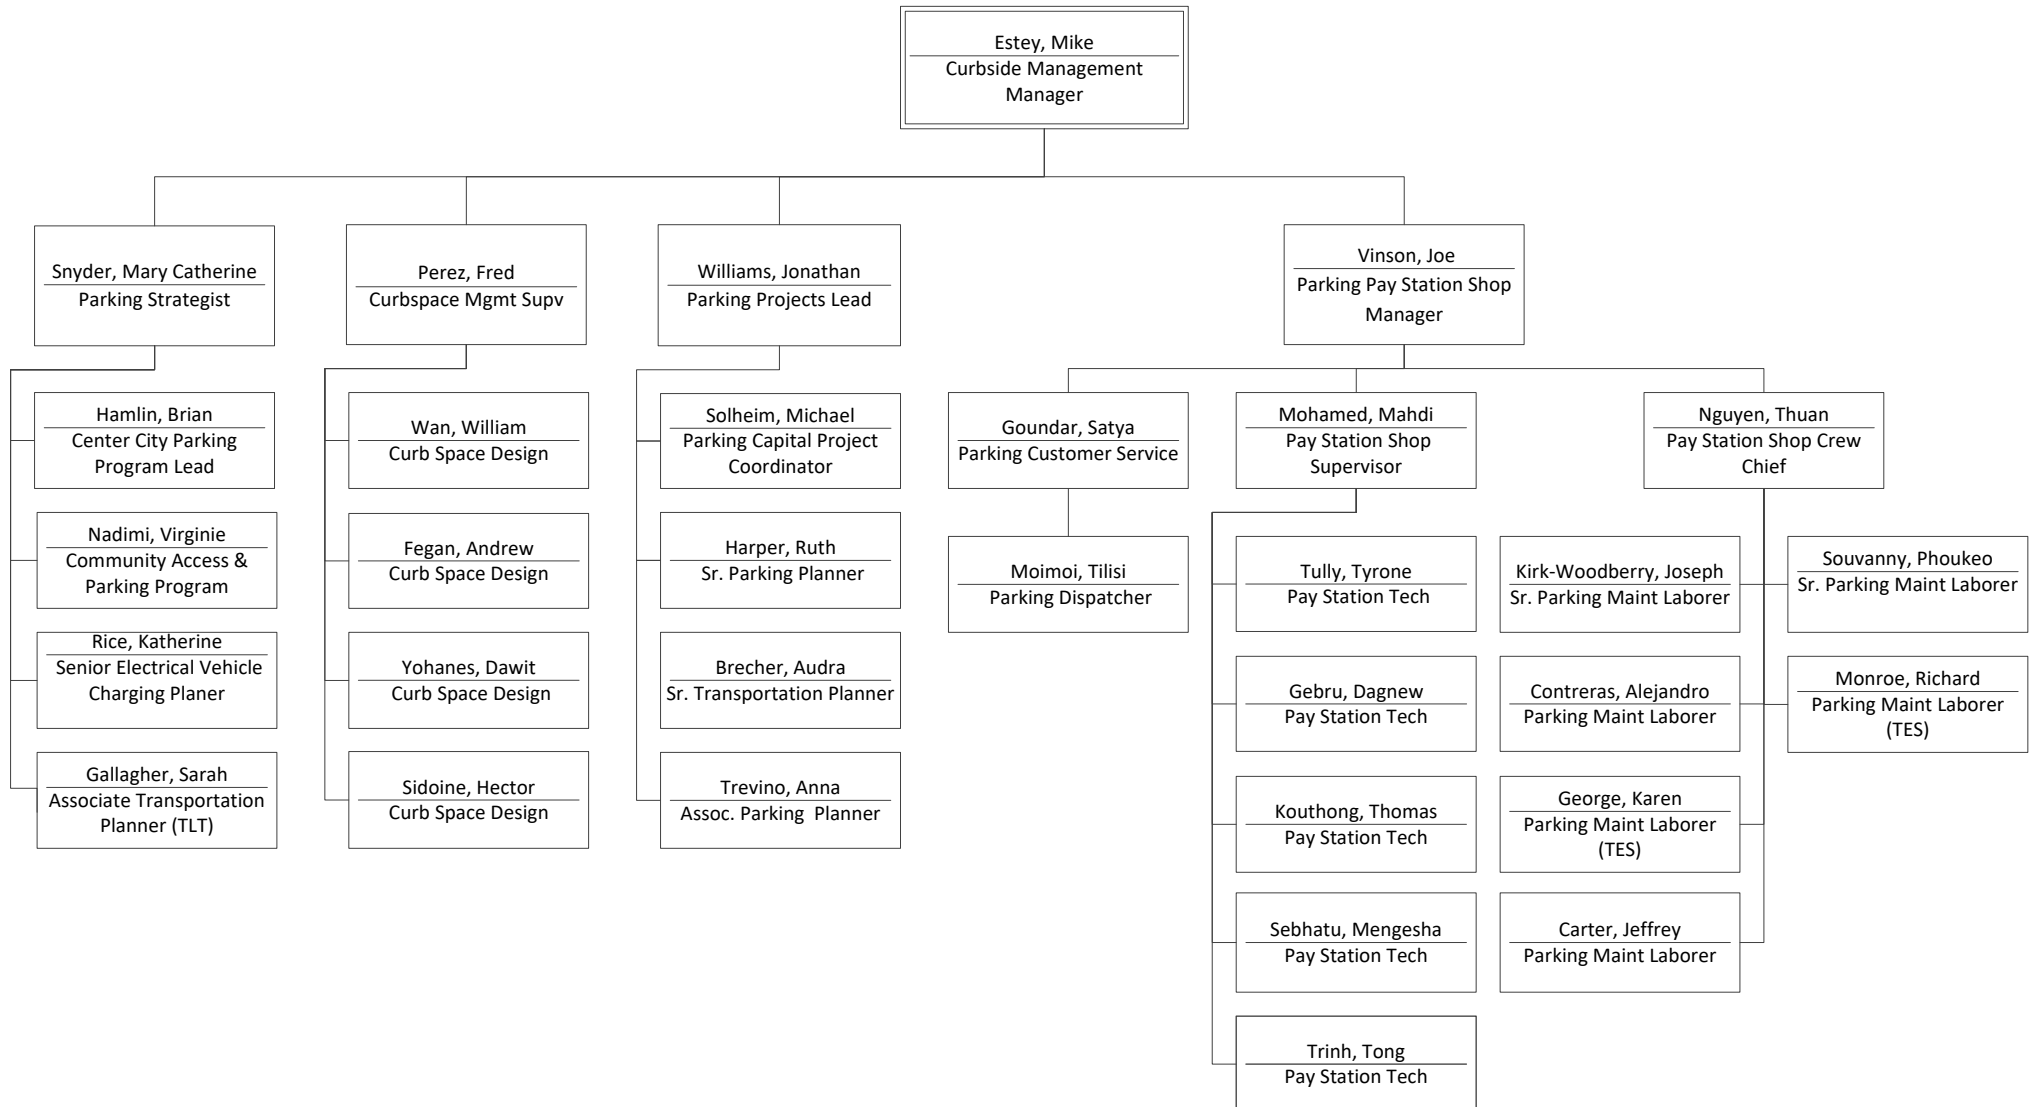 Estey, Mike
Curbside Management
Manager
Snyder, Mary Catherine
Parking Strategist
Perez, Fred
Curbspace Mgmt Supv
Williams, Jonathan
Parking Projects Lead
Vinson, Joe
Parking Pay Station Shop
Manager
Hamlin, Brian
Center City Parking
Program Lead
Nadimi, Virginie
Community Access &
Parking Program
Rice, Katherine
Senior Electrical Vehicle
Charging Planer
Gallagher, Sarah
Associate Transportation
Planner (TLT)
Wan, William
Curb Space Design
Fegan, Andrew
Curb Space Design
Yohanes, Dawit
Curb Space Design
Sidoine, Hector
Curb Space Design
Solheim, Michael
Parking Capital Project
Coordinator
Harper, Ruth
Sr. Parking Planner
Brecher, Audra
Sr. Transportation Planner
Trevino, Anna
Assoc. Parking  Planner
Goundar, Satya
Parking Customer Service
Moimoi, Tilisi
Parking Dispatcher
Mohamed, Mahdi
Pay Station Shop
Supervisor
Tully, Tyrone
Pay Station Tech
Gebru, Dagnew
Pay Station Tech
Kouthong, Thomas
Pay Station Tech
Sebhatu, Mengesha
Pay Station Tech
Trinh, Tong
Pay Station Tech
Nguyen, Thuan
Pay Station Shop Crew
Chief
Kirk-Woodberry, Joseph
Sr. Parking Maint Laborer
Contreras, Alejandro
Parking Maint Laborer
George, Karen
Parking Maint Laborer
(TES)
Carter, Jeffrey
Parking Maint Laborer
Souvanny, Phoukeo
Sr. Parking Maint Laborer
Monroe, Richard
Parking Maint Laborer
(TES)